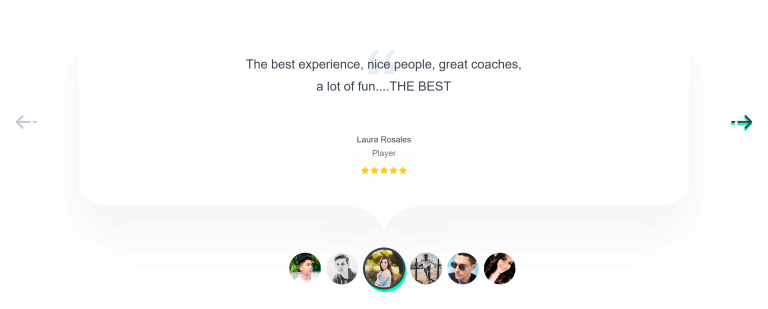 The best experience, nice people, great coaches,
a lot of fun....THE BEST
Laura Rosales
Player